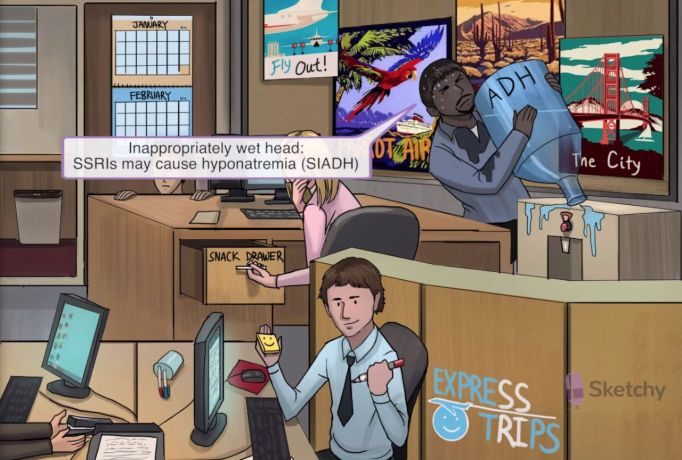 JANUARY
FEBRUARY
Fly Out!
ADH
Inappropriately wet head:
SSRIs may cause hyponatremia (SIADH)
PARROT AIR
The City
SNACK DRAWER
EXPRESS
TRIPS
Sketchy